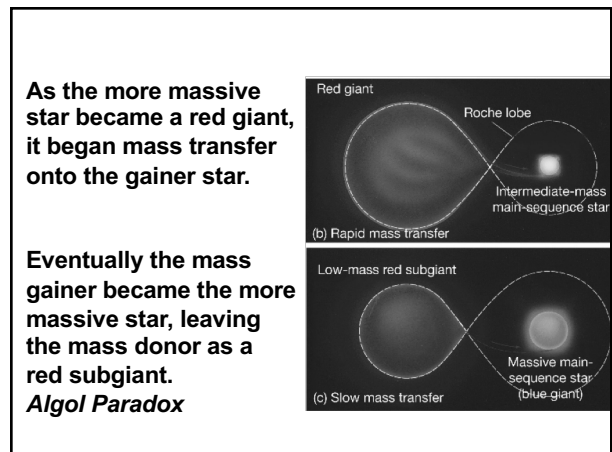 As the more massive
star became a red giant,
it began mass transfer
onto the gainer star.
Eventually the mass
gainer became the more
massive star, leaving
the mass donor as a
red subgiant.
Algol Paradox
Red giant
Roche lobe
Intermediate-mass
main-sequence star
(b) Rapid mass transfer
Low-mass red subgiant
Massive main-
sequence star
(blue giant)
(c) Slow mass transfer